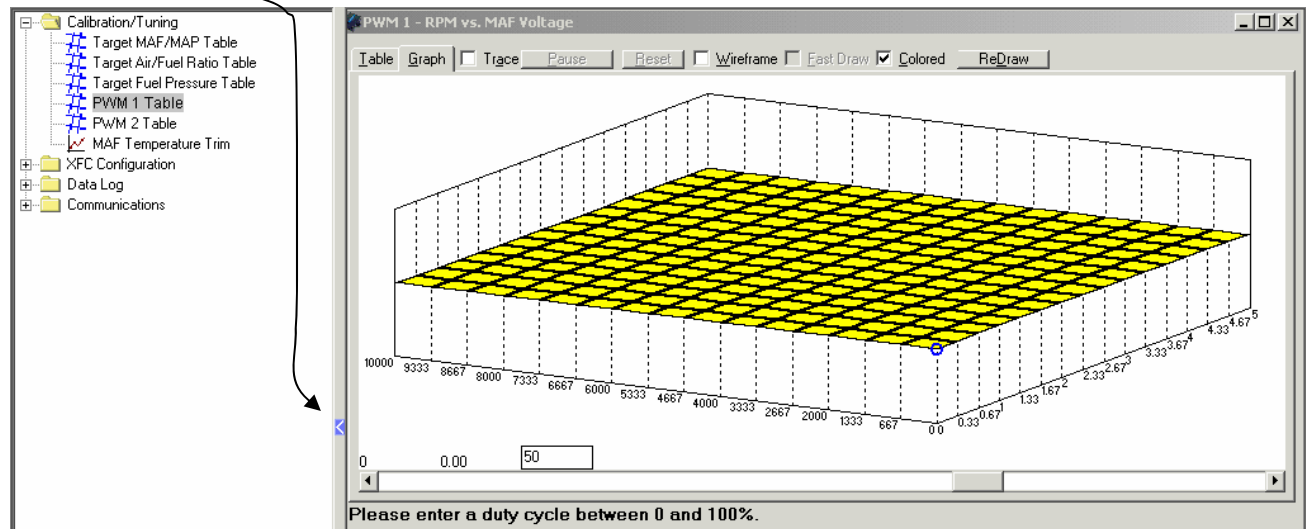 Calibration/Tuning
Target MAF/MAP Table
Target Air/Fuel Ratio Table
Target Fuel Pressure Table
PWM 1 Table
PWM 2 Table
MAF Temperature Trim
XFC Configuration
Data Log
Communications
PWM 1 - RPM vs. MAF Voltage
Table Graph Trace Pause Reset Wireframe Fast Draw Colored ReDraw
10000 9333 8667 8000 7333 6667 6000 5333 4667 4000 3333 2667 2000 1333 667 0
0 0.33 0.67 1 1.33 1.67 2 2.33 2.67 3 3.33 3.67 4 4.33 4.67 5
0 0.00 50
Please enter a duty cycle between 0 and 100%.